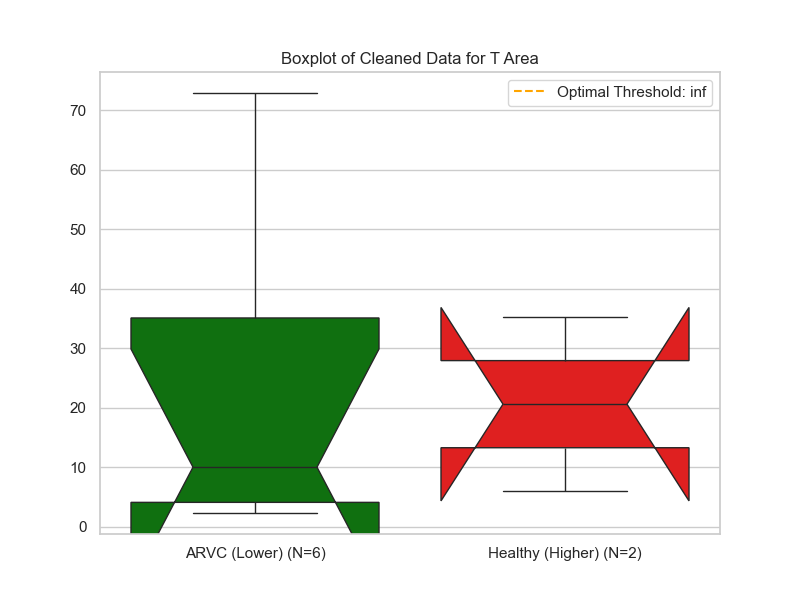 Boxplot of Cleaned Data for T Area
Optimal Threshold: inf
70
60
50
40
30
20
10
0
ARVC (Lower) (N=6)
Healthy (Higher) (N=2)